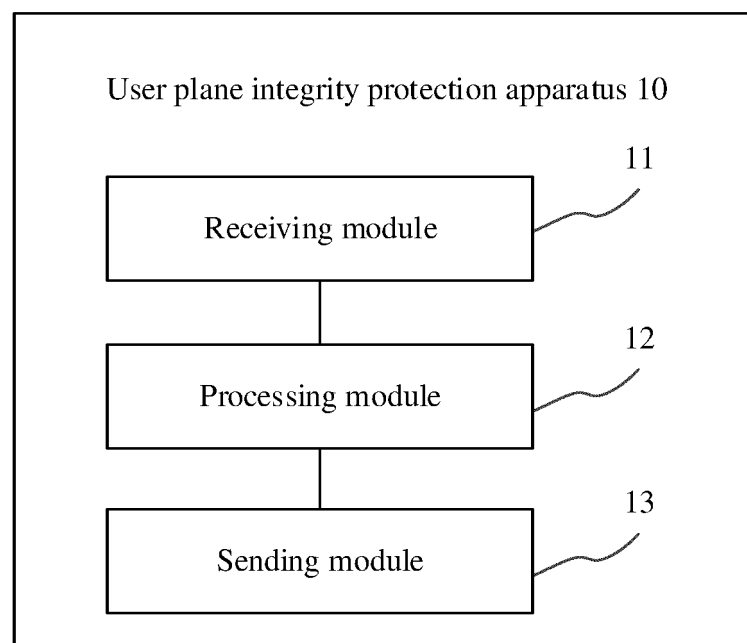 User plane integrity protection apparatus 10
11
Receiving module
12
Processing module
13
Sending module